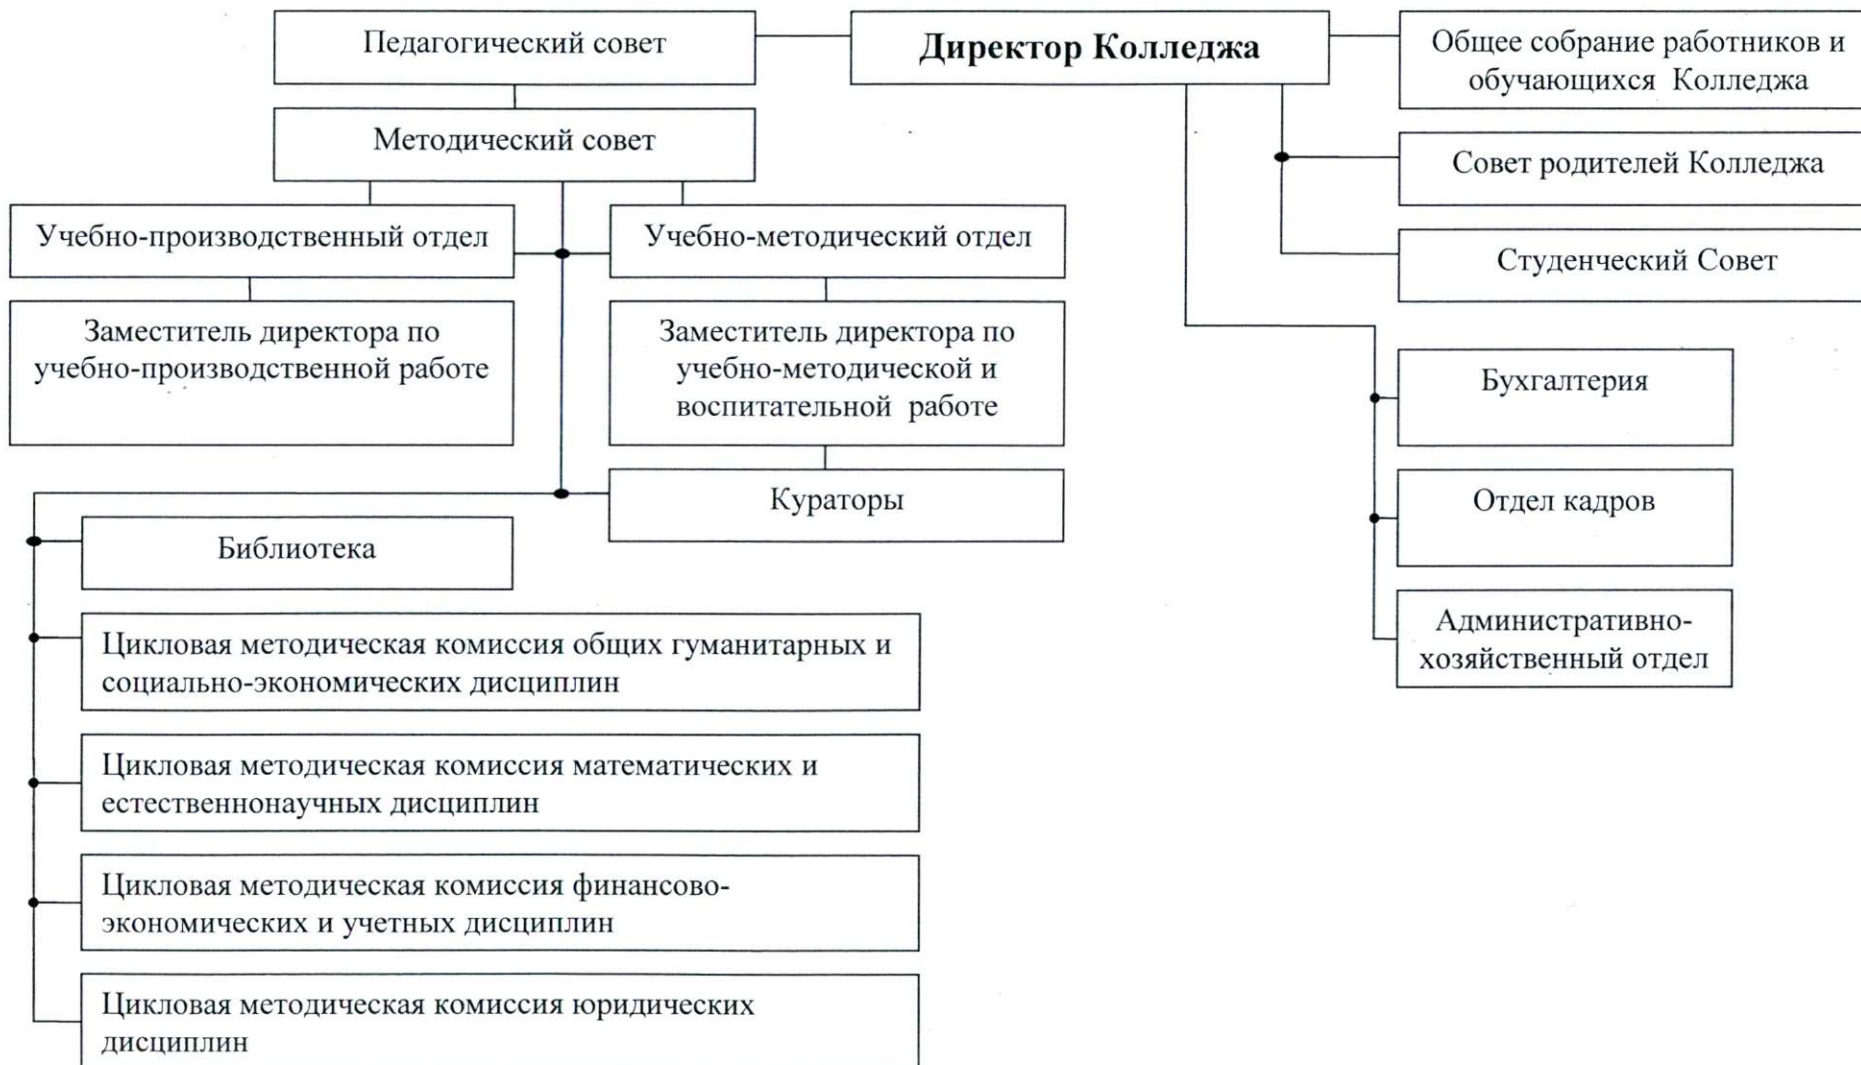 Педагогический совет
Директор Колледжа
Общее собрание работников и
обучающихся Колледжа
Методический совет
Совет родителей Колледжа
Учебно-производственный отдел
Учебно-методический отдел
Студенческий Совет
Заместитель директора по
учебно-производственной работе
Заместитель директора по
учебно-методической и
воспитательной работе
Бухгалтерия
Кураторы
Отдел кадров
Библиотека
Административно-
хозяйственный отдел
Цикловая методическая комиссия общих гуманитарных и
социально-экономических дисциплин
Цикловая методическая комиссия математических и
естественнонаучных дисциплин
Цикловая методическая комиссия финансово-
экономических и учетных дисциплин
Цикловая методическая комиссия юридических
дисциплин